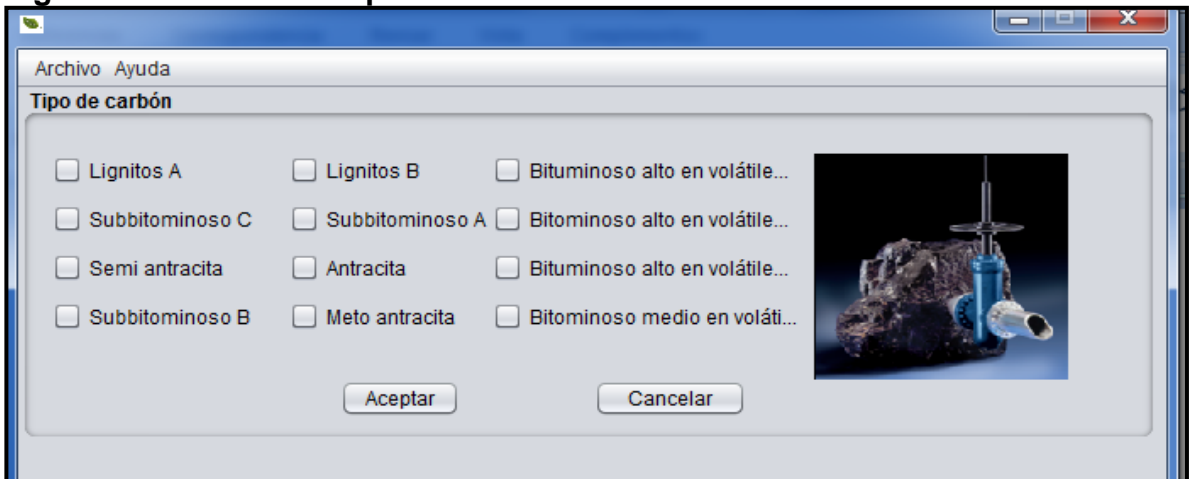 Archivo Ayuda
Tipo de carbón
Lignitos A Lignitos B Bituminoso alto en volátile...
Subbitominoso C Subbitominoso A Bitominoso alto en volátile...
Semi antracita Antracita Bituminoso alto en volátile...
Subbitominoso B Meto antracita Bitominoso medio en voláti...
Aceptar Cancelar